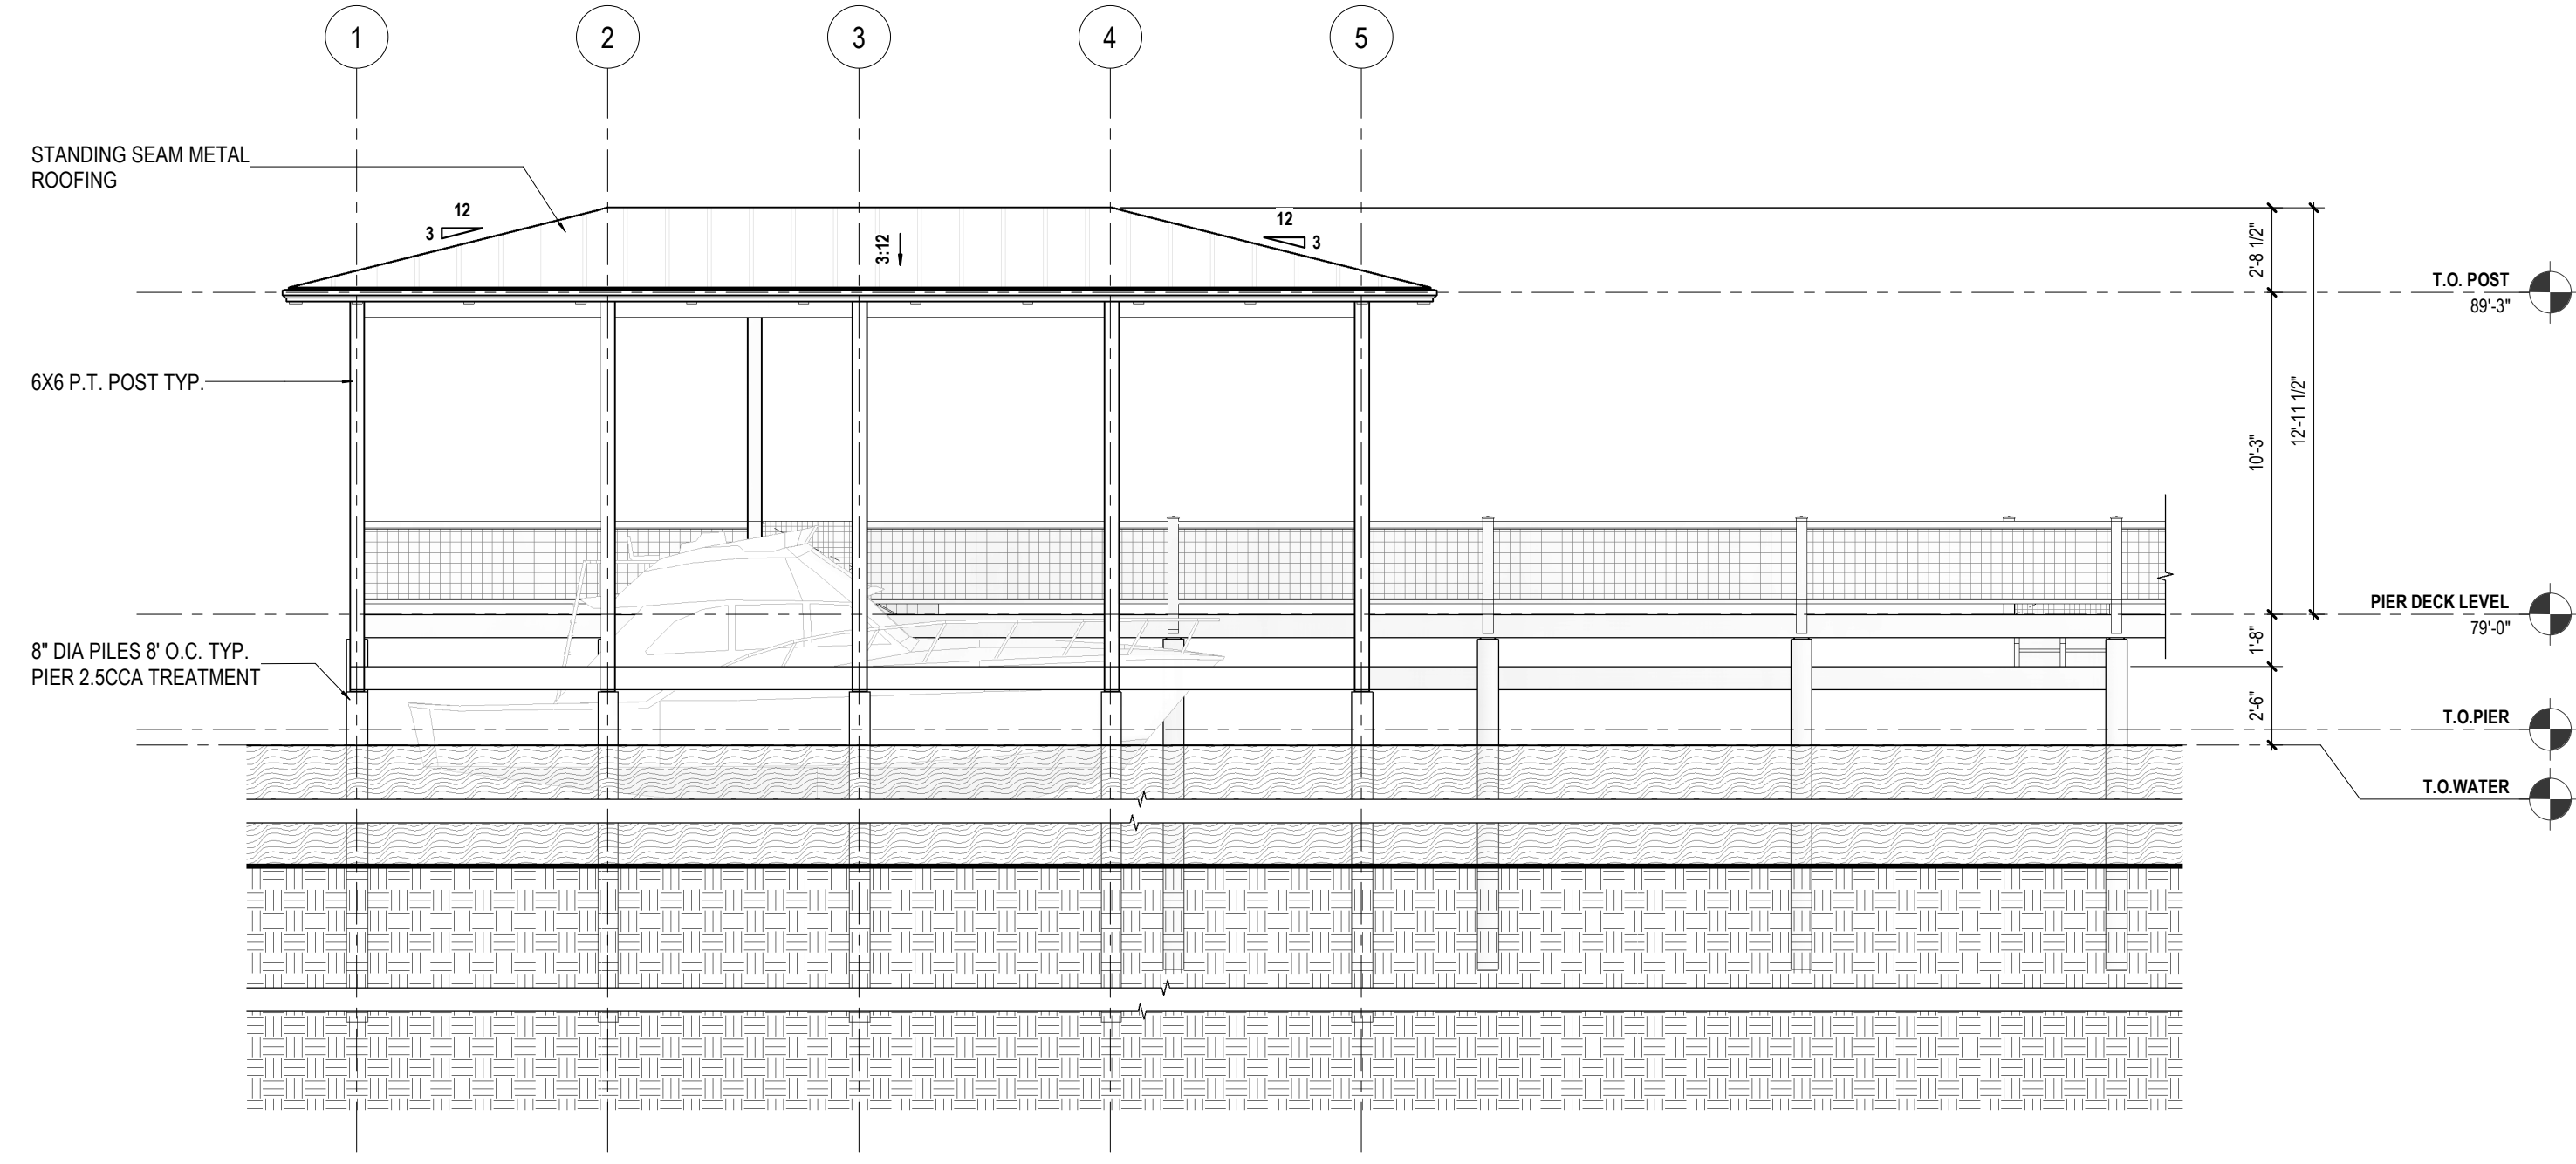 1
2
3
4
5
STANDING SEAM METAL
ROOFING
12
3
3:12
12
3
2'-8 1/2"
T.O. POST
89'-3"
6X6 P.T. POST TYP.
10'-3"
12'-11 1/2"
PIER DECK LEVEL
79'-0"
1'-8"
8" DIA PILES 8' O.C. TYP.
PIER 2.5CCA TREATMENT
2'-6"
T.O.PIER
T.O.WATER